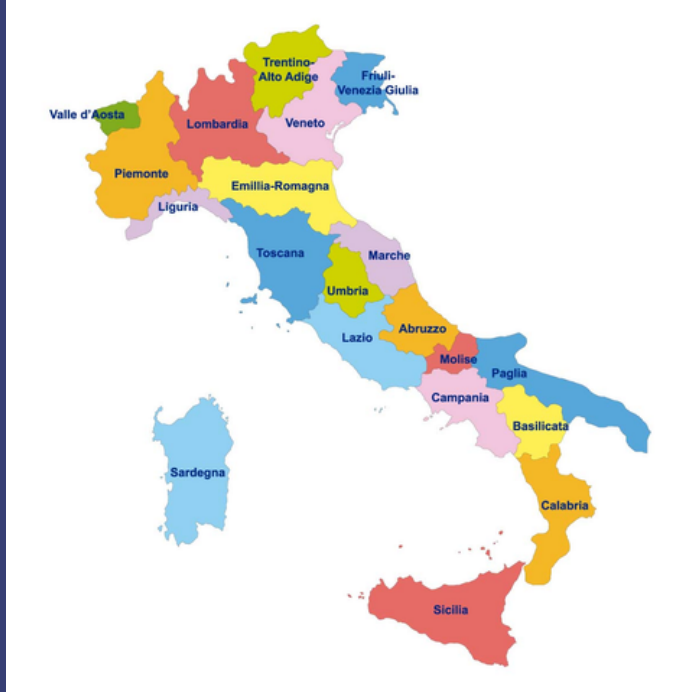 Trentino-
Alto Adige
Friuli-
Venezia Giulia
Valle d'Aosta
Lombardia
Veneto
Piemonte
Emillia-Romagna
Liguria
Toscana
Marche
Umbria
Lazio
Abruzzo
Molise
Paglia
Campania
Basilicata
Sardegna
Calabria
Sicilia